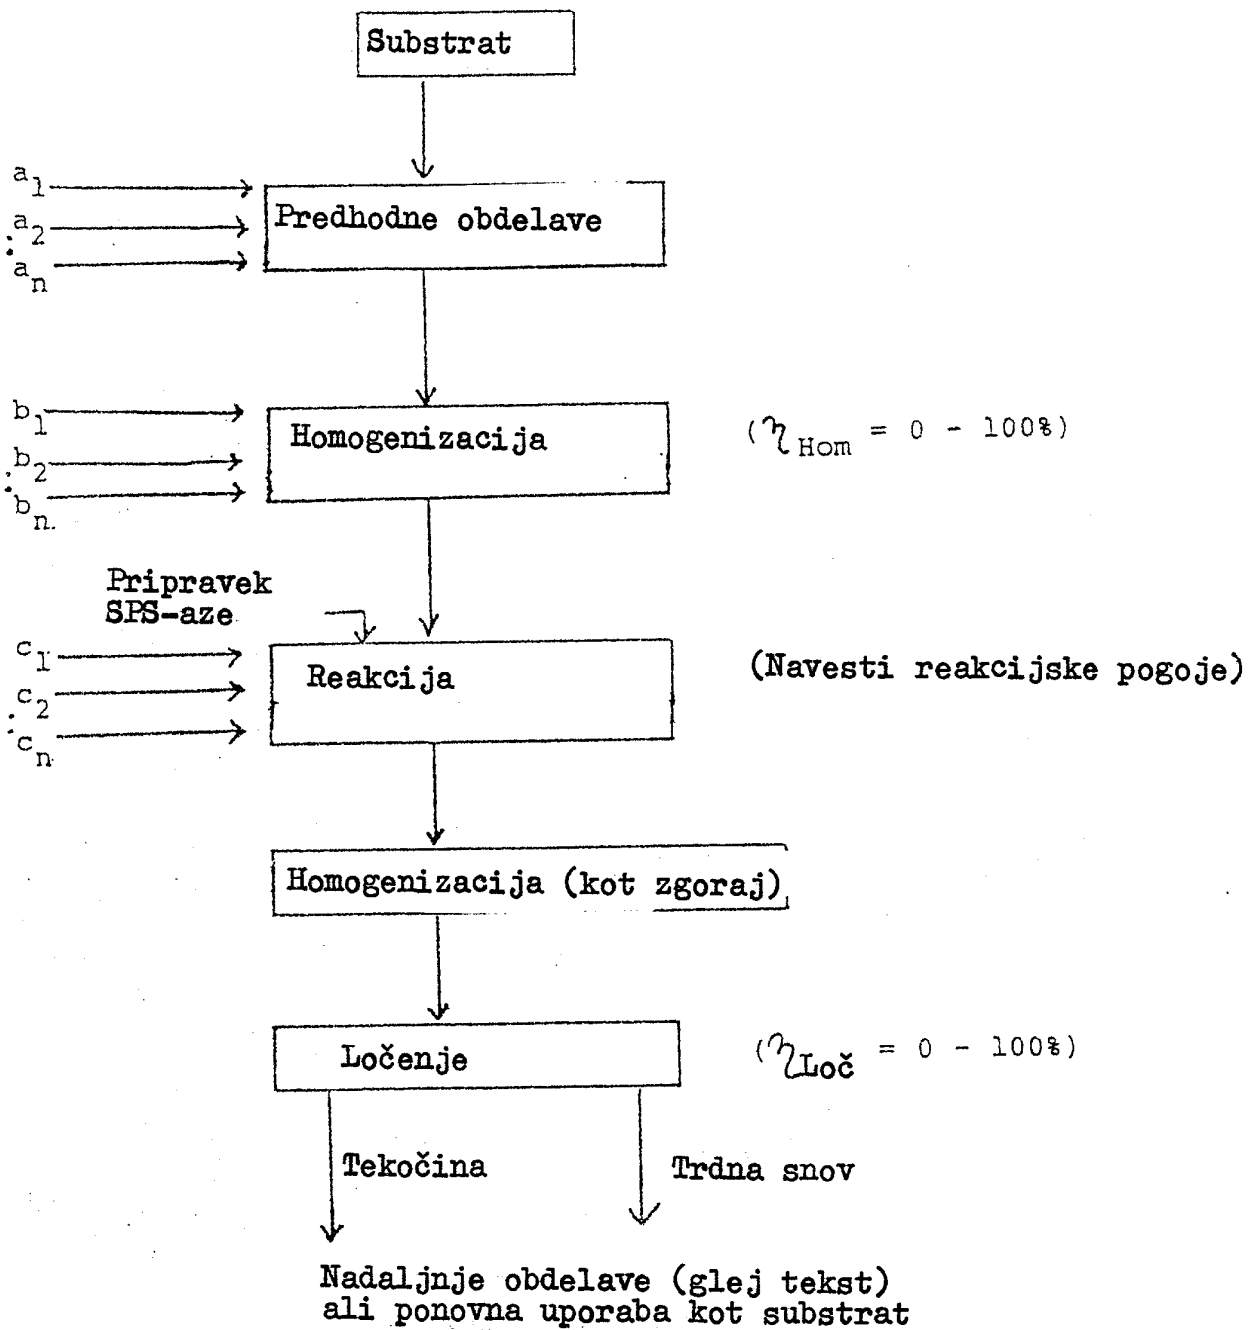 Substrat
a1
a2
:
an
Predhodne obdelave
b1
b2
:
bn
Homogenizacija
(ηHom = 0 - 100%)
Pripravek
SPS-aze
c1
c2
:
cn
Reakcija
(Navesti reakcijske pogoje)
Homogenizacija (kot zgoraj)
Ločenje
(ηLoč = 0 - 100%)
Tekočina
Trdna snov
Nadaljnje obdelave (glej tekst)
ali ponovna uporaba kot substrat